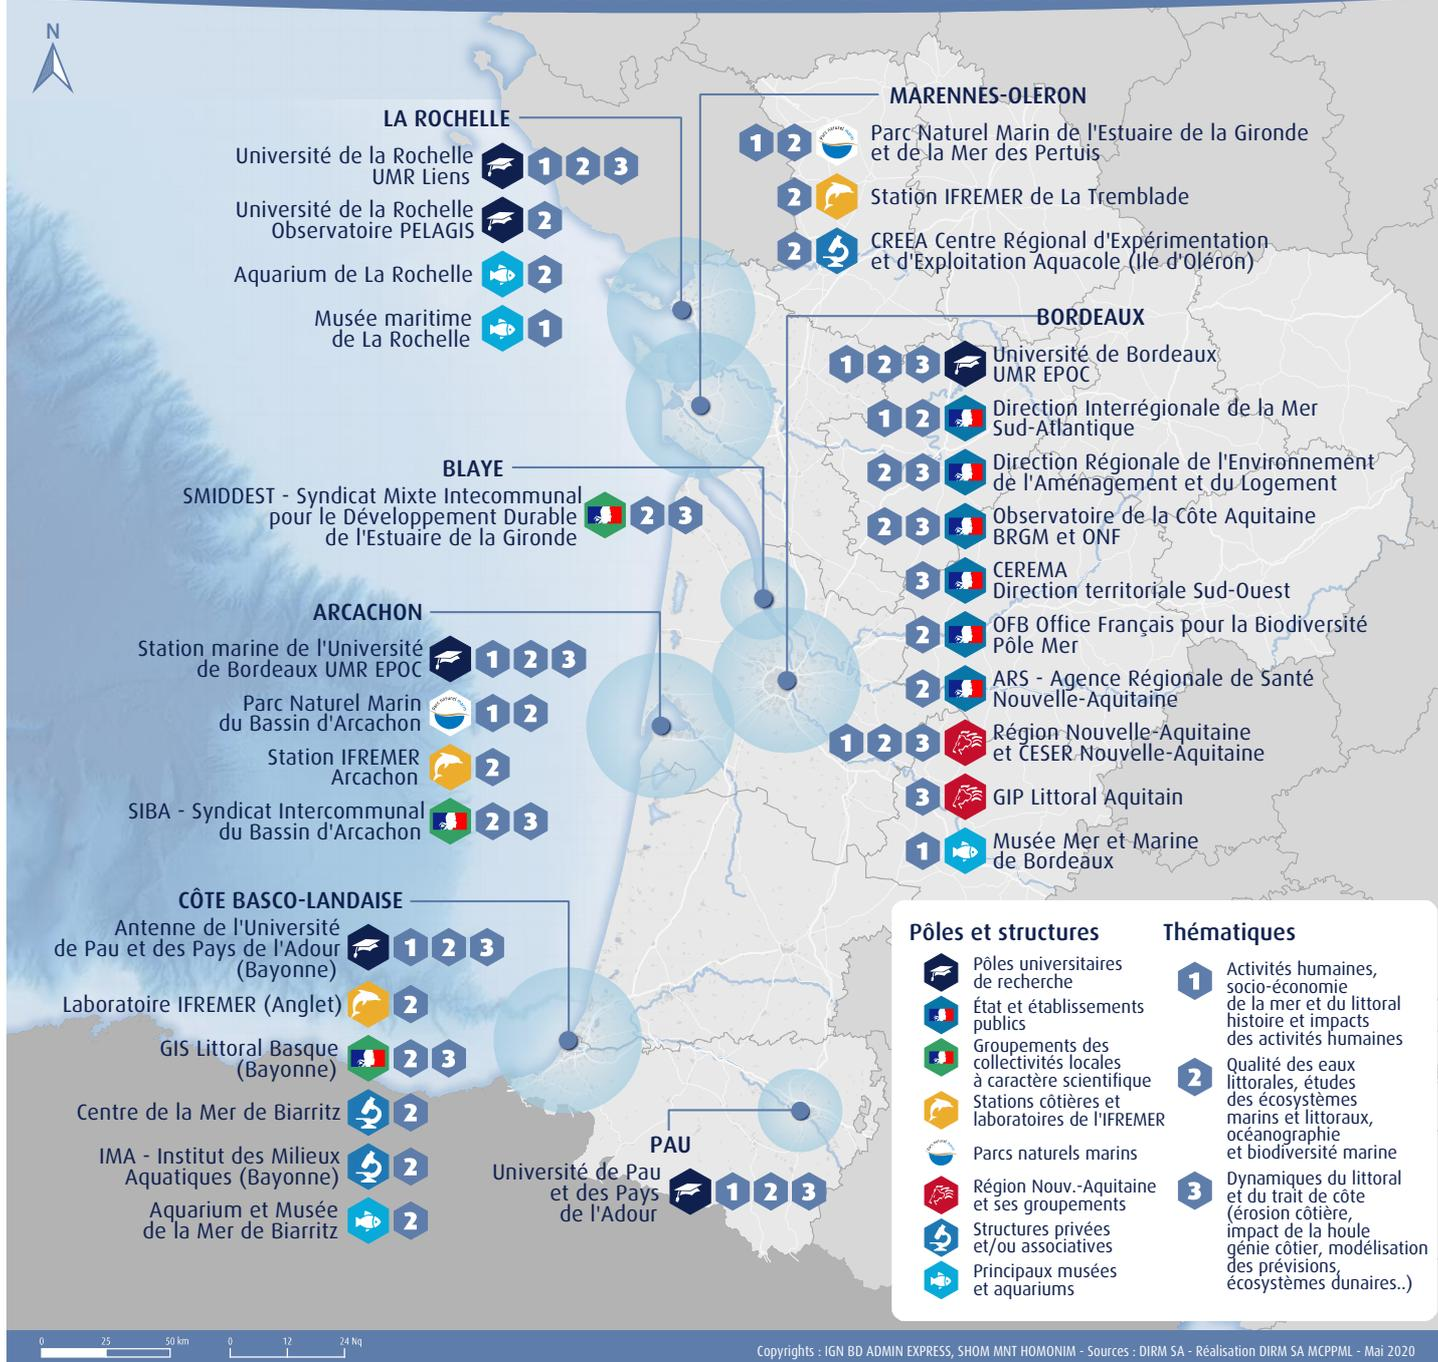 N
LA ROCHELLE
Université de la Rochelle
UMR Liens
1 2 3
Université de la Rochelle
Observatoire PELAGIS
2
Aquarium de La Rochelle
2
Musée maritime
de La Rochelle
1
MARENNES-OLERON
1 2
Parc Naturel Marin de l'Estuaire de la Gironde
et de la Mer des Pertuis
2
Station IFREMER de La Tremblade
2
CREEA Centre Régional d'Expérimentation
et d'Exploitation Aquacole (Ilé d'Oléron)
BORDEAUX
1 2 3
Université de Bordeaux
UMR EPOC
1 2
Direction Interrégionale de la Mer
Sud-Atlantique
2 3
Direction Régionale de l'Environnement
de l'Aménagement et du Logement
2 3
Observatoire de la Côte Aquitaine
BRGM et ONF
3
CEREMA
Direction territoriale Sud-Ouest
2
OFB Office Français pour la Biodiversité
Pôle Mer
2
ARS - Agence Régionale de Santé
Nouvelle-Aquitaine
1 2 3
Région Nouvelle-Aquitaine
et CESER Nouvelle-Aquitaine
3
GIP Littoral Aquitain
1
Musée Mer et Marine
de Bordeaux
BLAYE
SMIDDEST - Syndicat Mixte Intecommunal
pour le Développement Durable
de l'Estuaire de la Gironde
2 3
ARCACHON
Station marine de l'Université
de Bordeaux UMR EPOC
1 2 3
Parc Naturel Marin
du Bassin d'Arcachon
1 2
Station IFREMER
Arcachon
2
SIBA - Syndicat Intercommunal
du Bassin d'Arcachon
2 3
CÔTE BASCO-LANDAISE
Antenne de l'Université
de Pau et des Pays de l'Adour
(Bayonne)
1 2 3
Laboratoire IFREMER (Anglet)
2
GIS Littoral Basque
(Bayonne)
2 3
Centre de la Mer de Biarritz
2
IMA - Institut des Milieux
Aquatiques (Bayonne)
2
Aquarium et Musée
de la Mer de Biarritz
2
PAU
Université de Pau
et des Pays
de l'Adour
1 2 3
Pôles et structures
Pôles universitaires
de recherche
État et établissements
publics
Groupements des
collectivités locales
à caractère scientifique
Stations côtières et
laboratoires de l'IFREMER
Parcs naturels marins
Région Nouv.-Aquitaine
et ses groupements
Structures privées
et/ou associatives
Principaux musées
et aquariums
Thématiques
1
Activités humaines,
socio-économie
de la mer et du littoral
histoire et impacts
des activités humaines
2
Qualité des eaux
littorales, études
des écosystèmes
marins et littoraux,
océanographie
et biodiversité marine
3
Dynamiques du littoral
et du trait de côte
(érosion côtière,
impact de la houle
génie côtier, modélisation
des prévisions,
écosystèmes dunaires..)
0 25 50 km
0 12 24 Nq
Copyrights : IGN BD ADMIN EXPRESS, SHOM MNT HOMONIM - Sources : DIRM SA - Réalisation DIRM SA MCPPML - Mai 2020